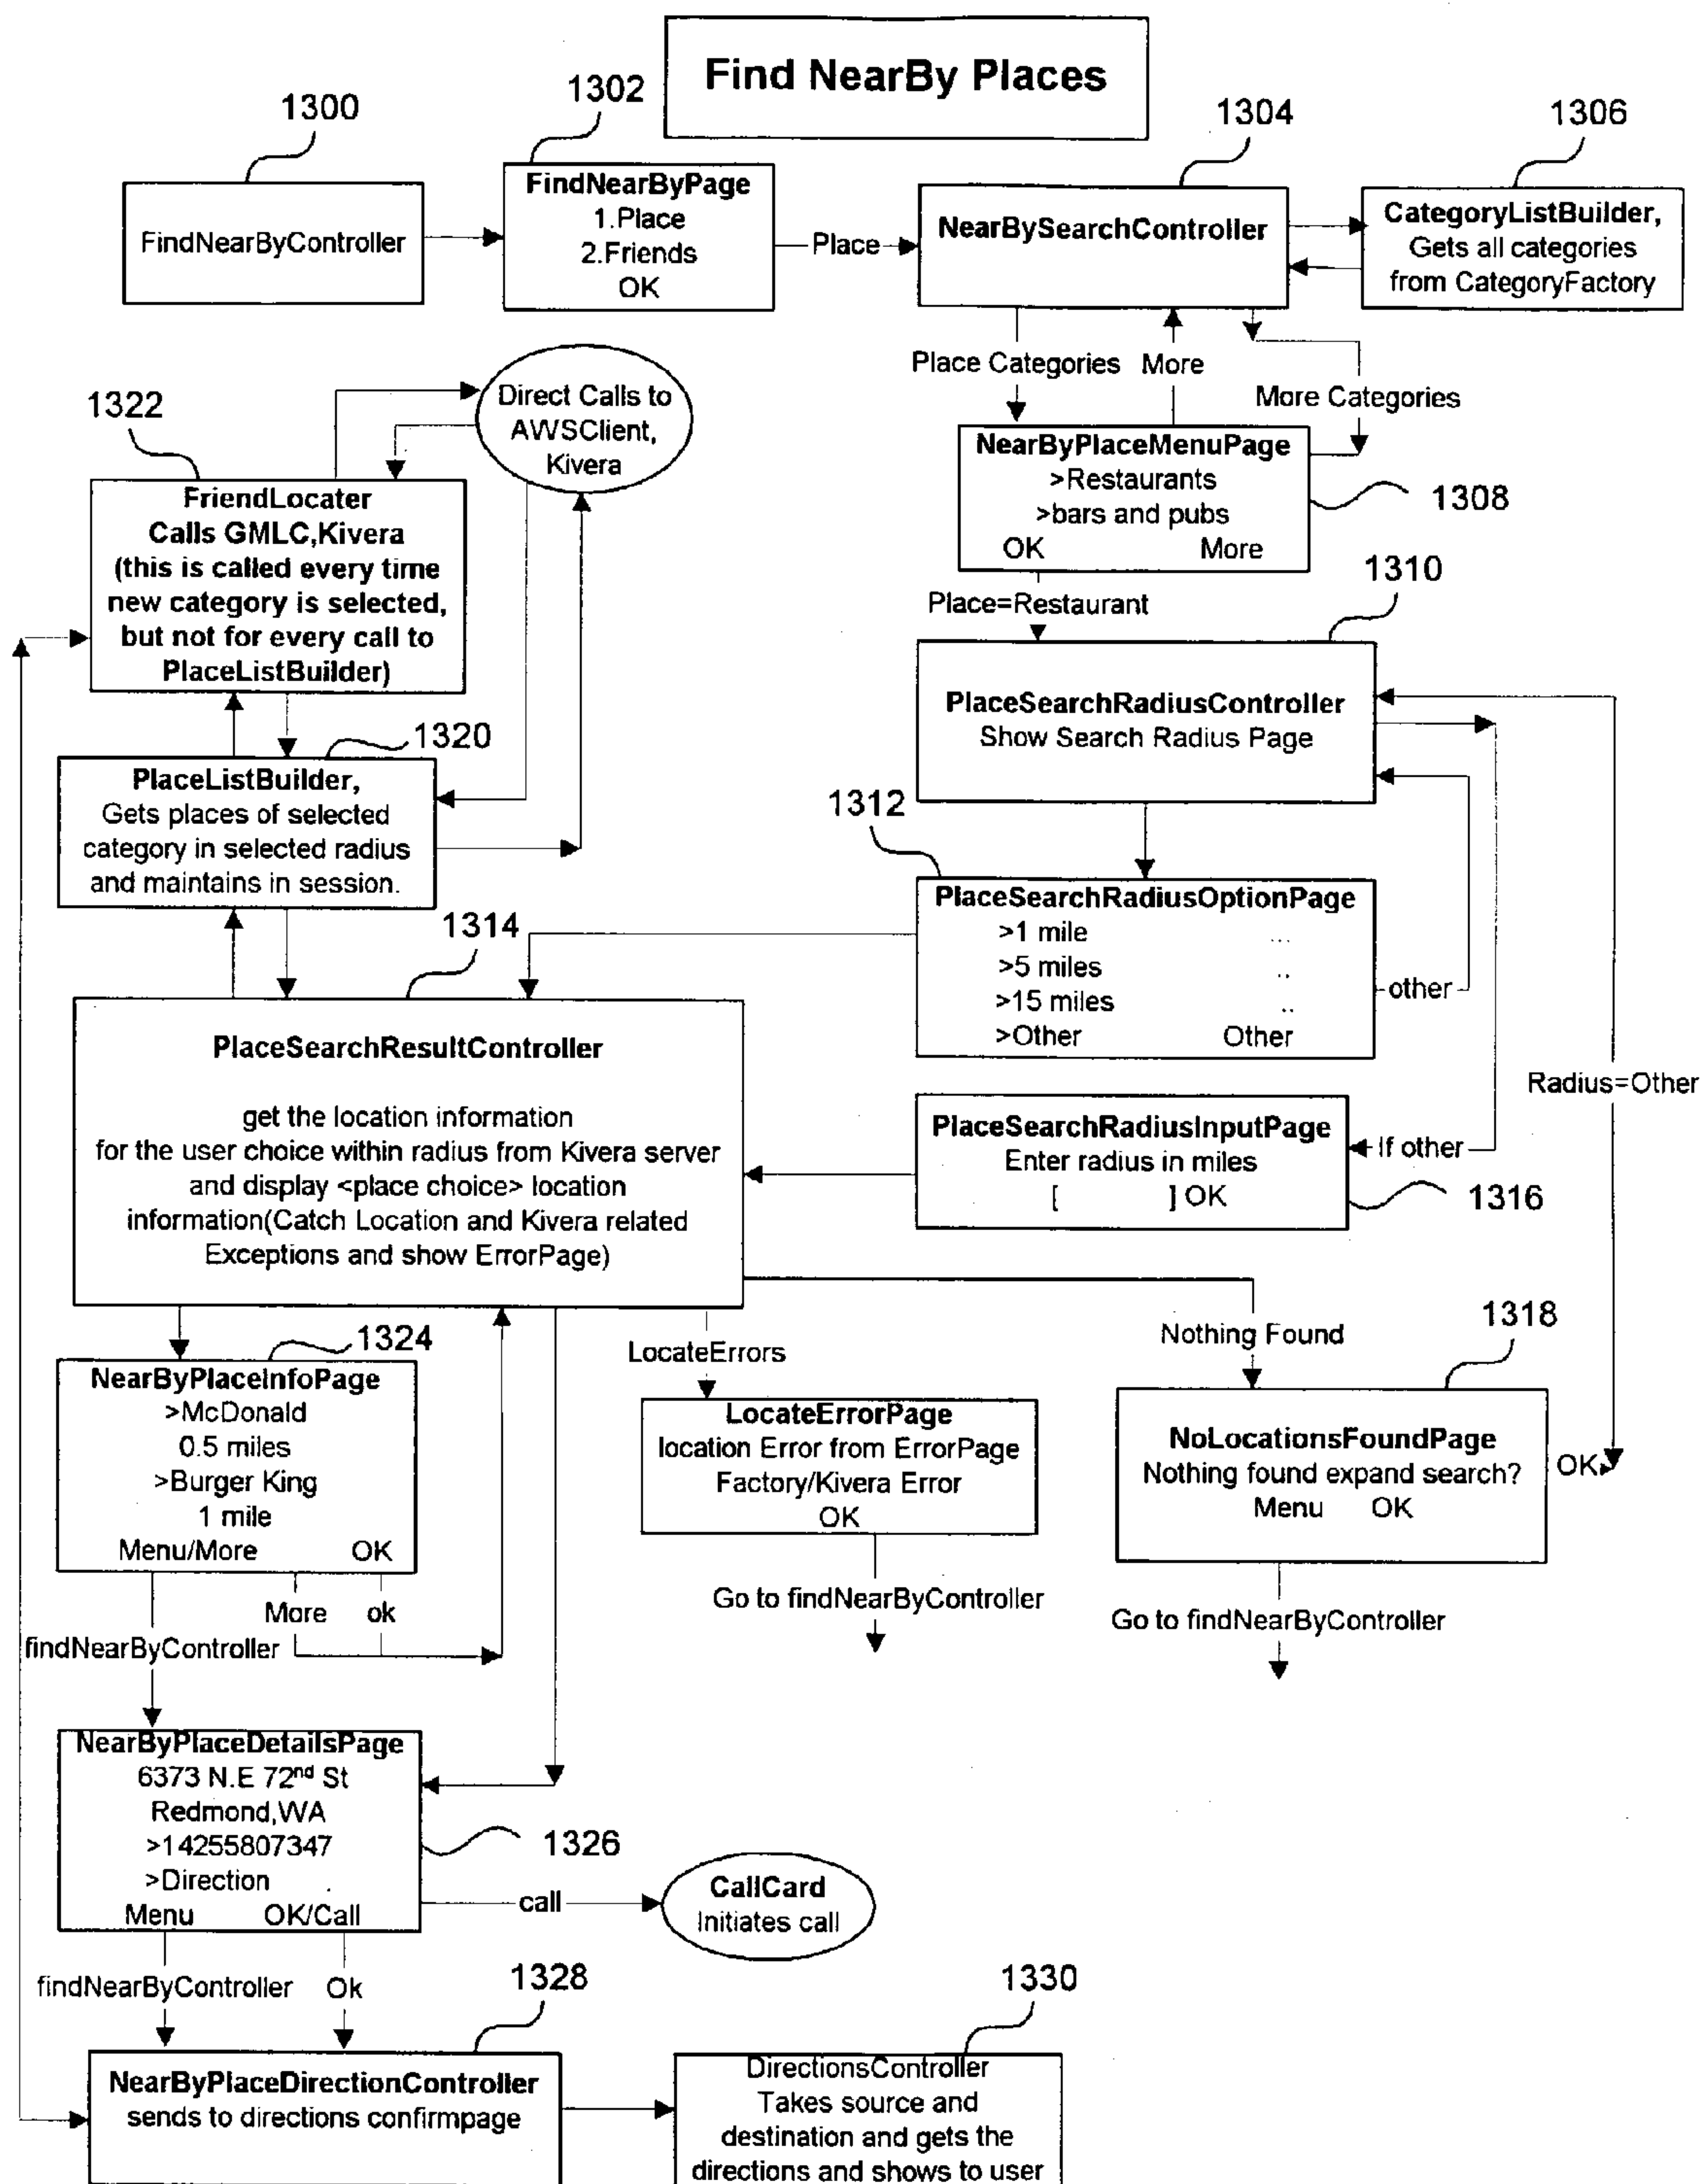 Find NearBy Places
1300
1302
1304
1306
FindNearByController
FindNearByPage
1.Place
2.Friends
OK
Place
NearBySearchController
CategoryListBuilder,
Gets all categories
from CategoryFactory
Place Categories
More
More Categories
Direct Calls to
AWSClient,
Kivera
1322
FriendLocater
Calls GMLC,Kivera
(this is called every time
new category is selected,
but not for every call to
PlaceListBuilder)
NearByPlaceMenuPage
>Restaurants
>bars and pubs
OK More
1308
Place=Restaurant
1310
PlaceSearchRadiusController
Show Search Radius Page
1320
PlaceListBuilder,
Gets places of selected
category in selected radius
and maintains in session.
1312
PlaceSearchRadiusOptionPage
>1 mile ...
>5 miles ..
>15 miles ..
>Other Other
other
1314
PlaceSearchResultController
get the location information
for the user choice within radius from Kivera server
and display <place choice> location
information(Catch Location and Kivera related
Exceptions and show ErrorPage)
Radius=Other
PlaceSearchRadiusInputPage
Enter radius in miles
[ ] OK
If other
1316
1324
NearByPlaceInfoPage
>McDonald
0.5 miles
>Burger King
1 mile
Menu/More OK
LocateErrors
LocateErrorPage
location Error from ErrorPage
Factory/Kivera Error
OK
Go to findNearByController
Nothing Found
1318
NoLocationsFoundPage
Nothing found expand search?
Menu OK
OK
Go to findNearByController
More ok
findNearByController
NearByPlaceDetailsPage
6373 N.E 72nd St
Redmond,WA
>14255807347
>Direction
Menu OK/Call
1326
call
CallCard
Initiates call
findNearByController Ok
1328
NearByPlaceDirectionController
sends to directions confirmpage
1330
DirectionsController
Takes source and
destination and gets the
directions and shows to user